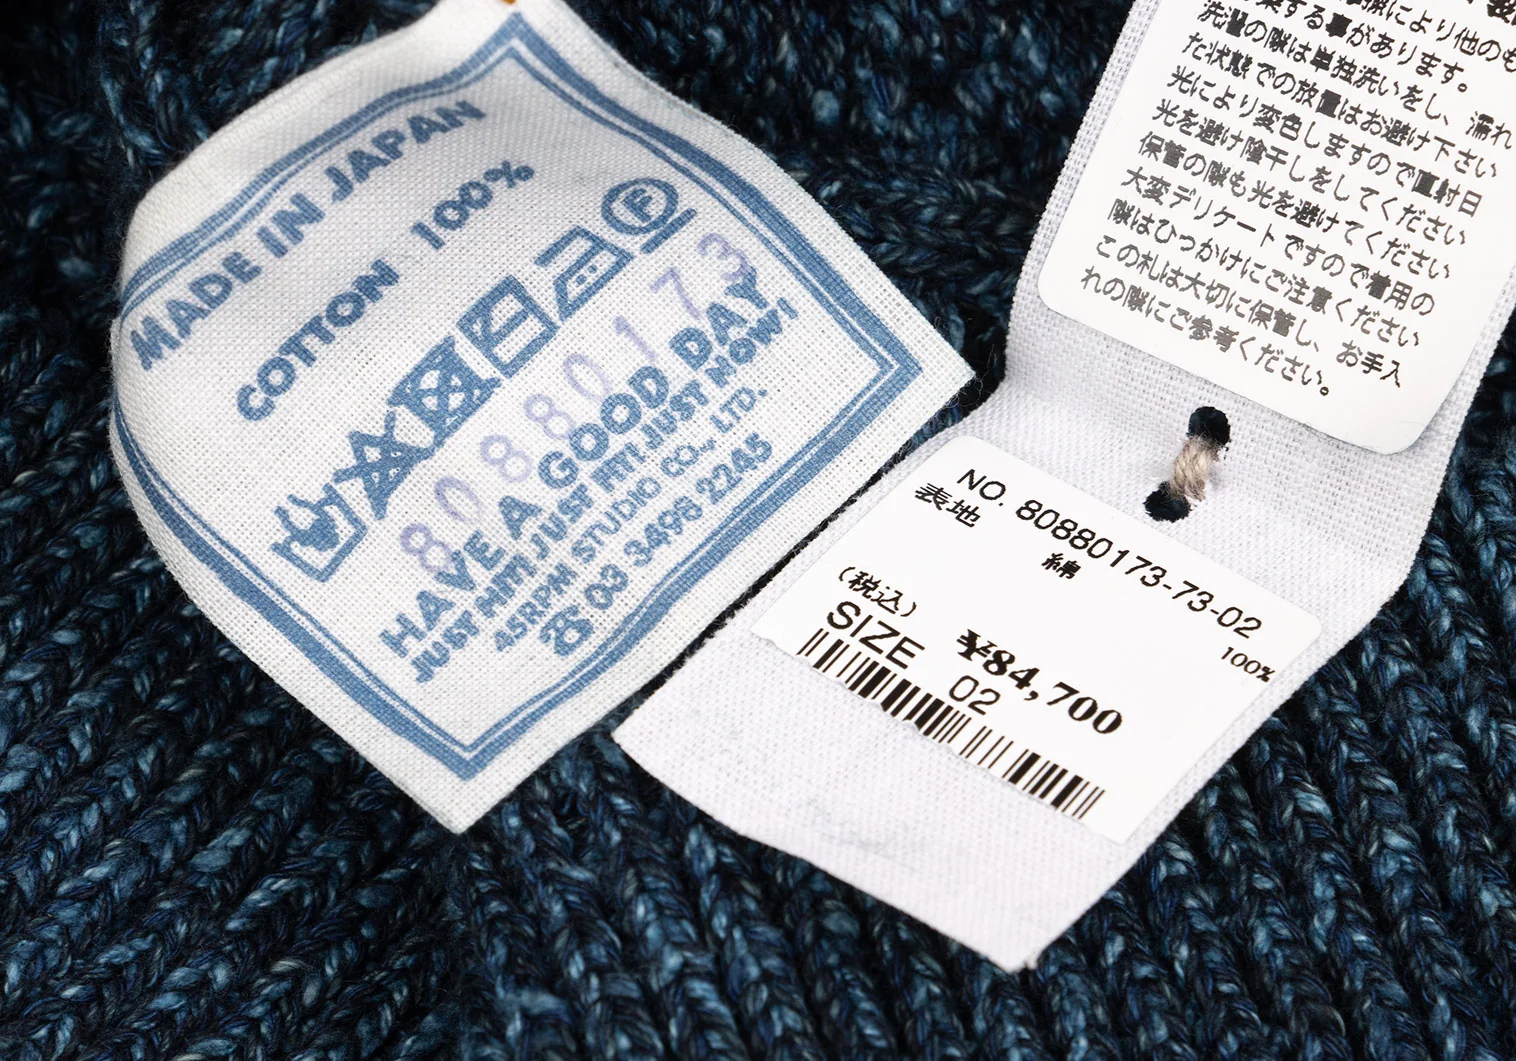 MADE IN JAPAN
COTTON 100%
F
80880173
HAVE A GOOD DAY
JUST HIM JUST HIM JUST NOW!
45RPM STUDIO CO., LTD.
☎ 03 3498 2245
により他のも
する事があります。
洗濯の際は単独洗いをし、濡れ
た状態での放置はお避け下さい
光により変色しますので直射日
光を避け陰干しをしてください
保管の際も光を避けてください
大変デリケートですので着用の
際はひっかけにご注意ください
この札は大切に保管し、お手入
れの際にご参考ください。
NO. 80880173-73-02
表地
綿 100%
(税込) ¥84,700
SIZE 02